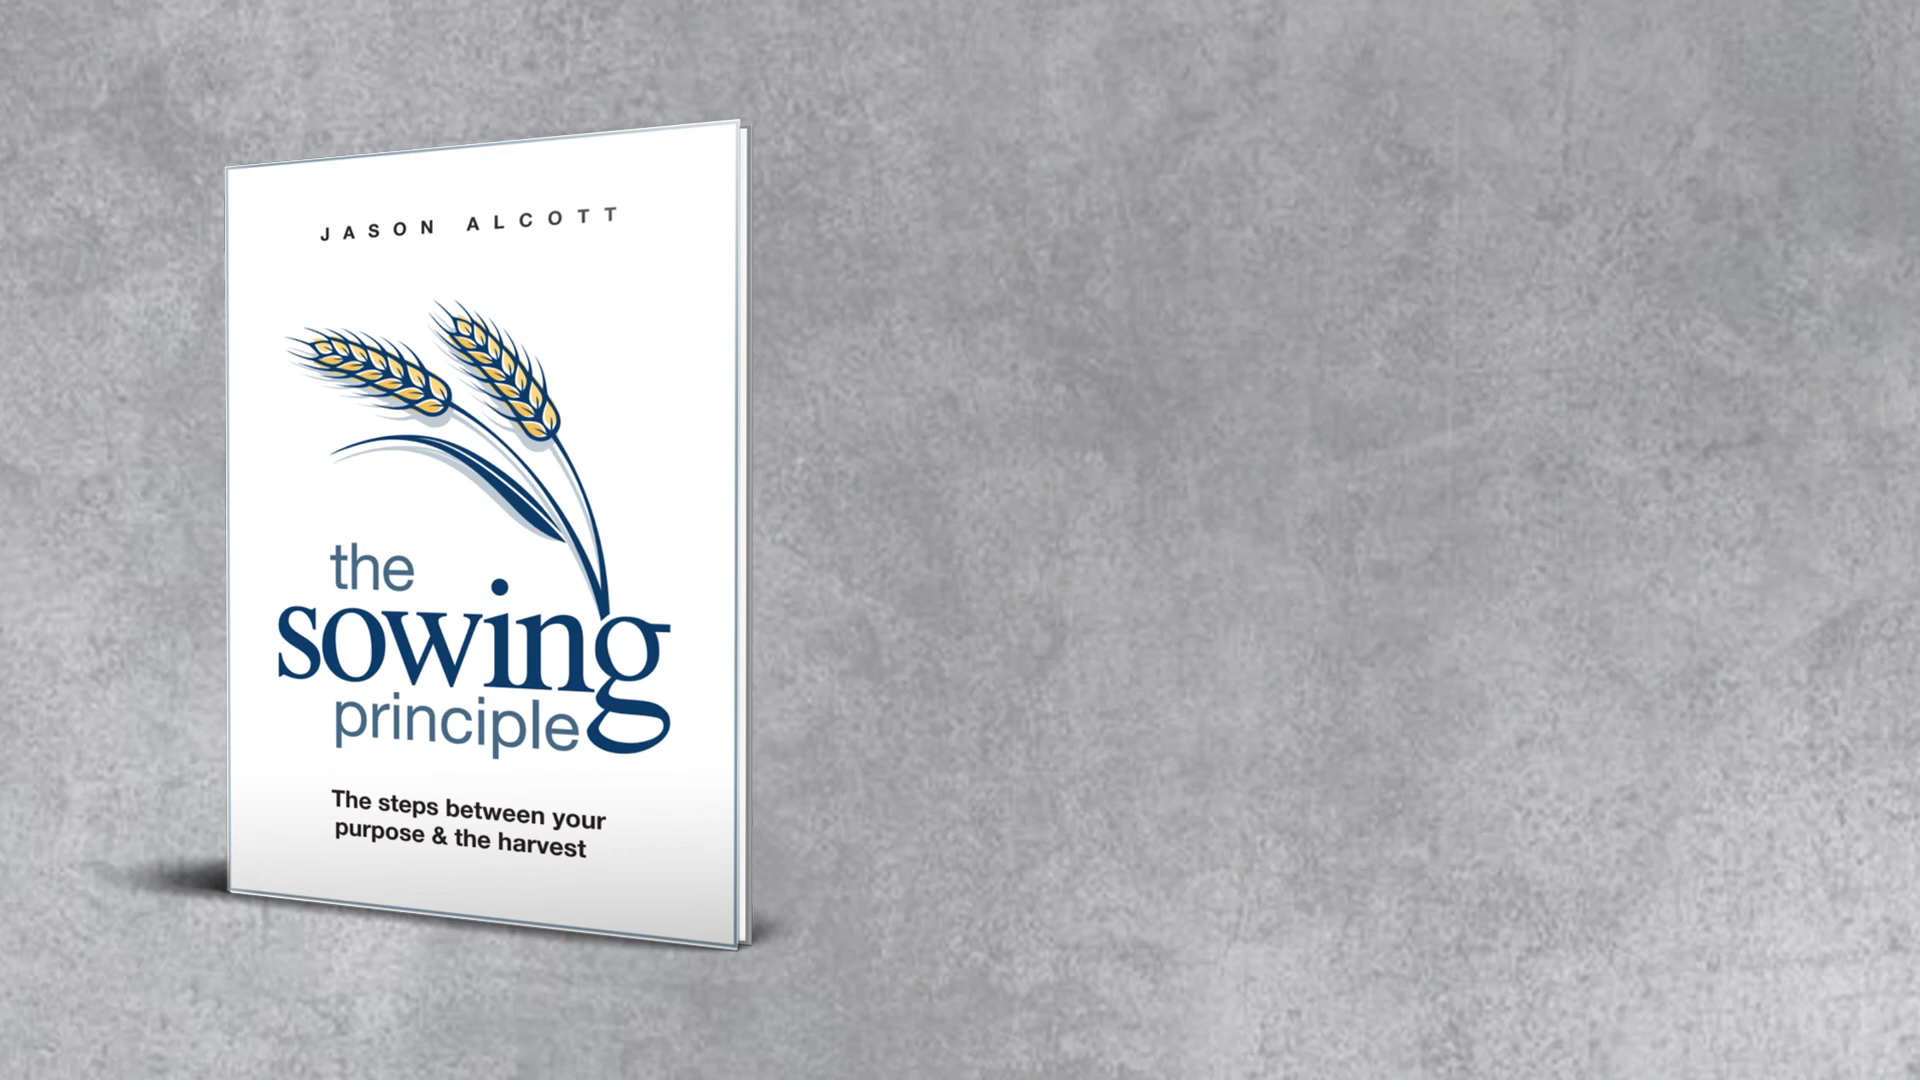 JASON ALCOTT
the
sowing
principle
The steps between your
purpose & the harvest